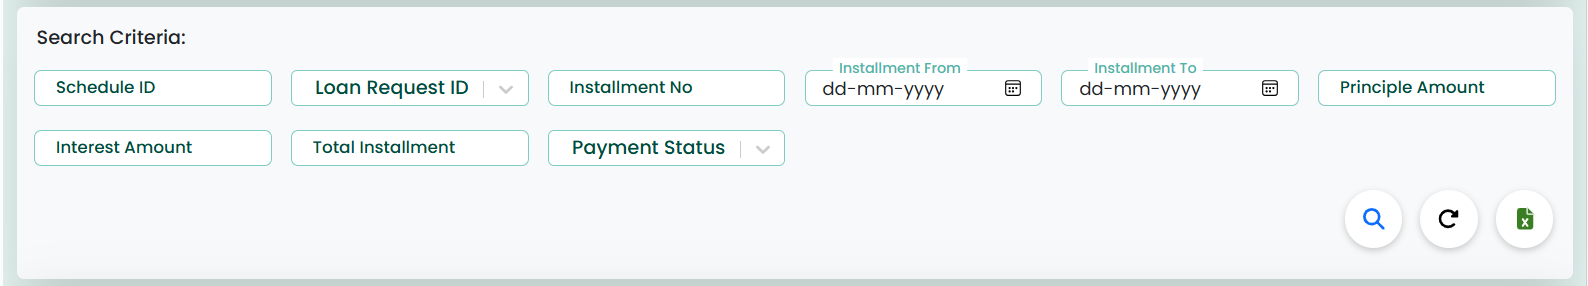 Search Criteria:
Schedule ID
Loan Request ID
Installment No
Installment From
dd-mm-yyyy
Installment To
dd-mm-yyyy
Principle Amount
Interest Amount
Total Installment
Payment Status
X